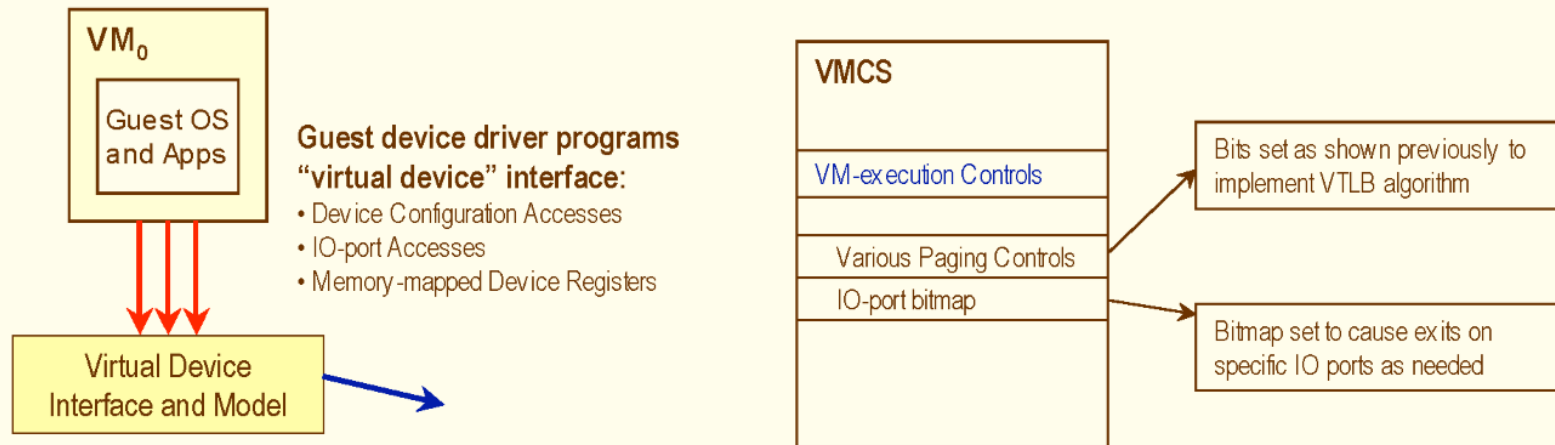 VM0
Guest OS
and Apps
Guest device driver programs
“virtual device” interface:
• Device Configuration Accesses
• IO-port Accesses
• Memory-mapped Device Registers
Virtual Device
Interface and Model
VMCS
VM-execution Controls
Various Paging Controls
IO-port bitmap
Bits set as shown previously to
implement VTLB algorithm
Bitmap set to cause exits on
specific IO ports as needed